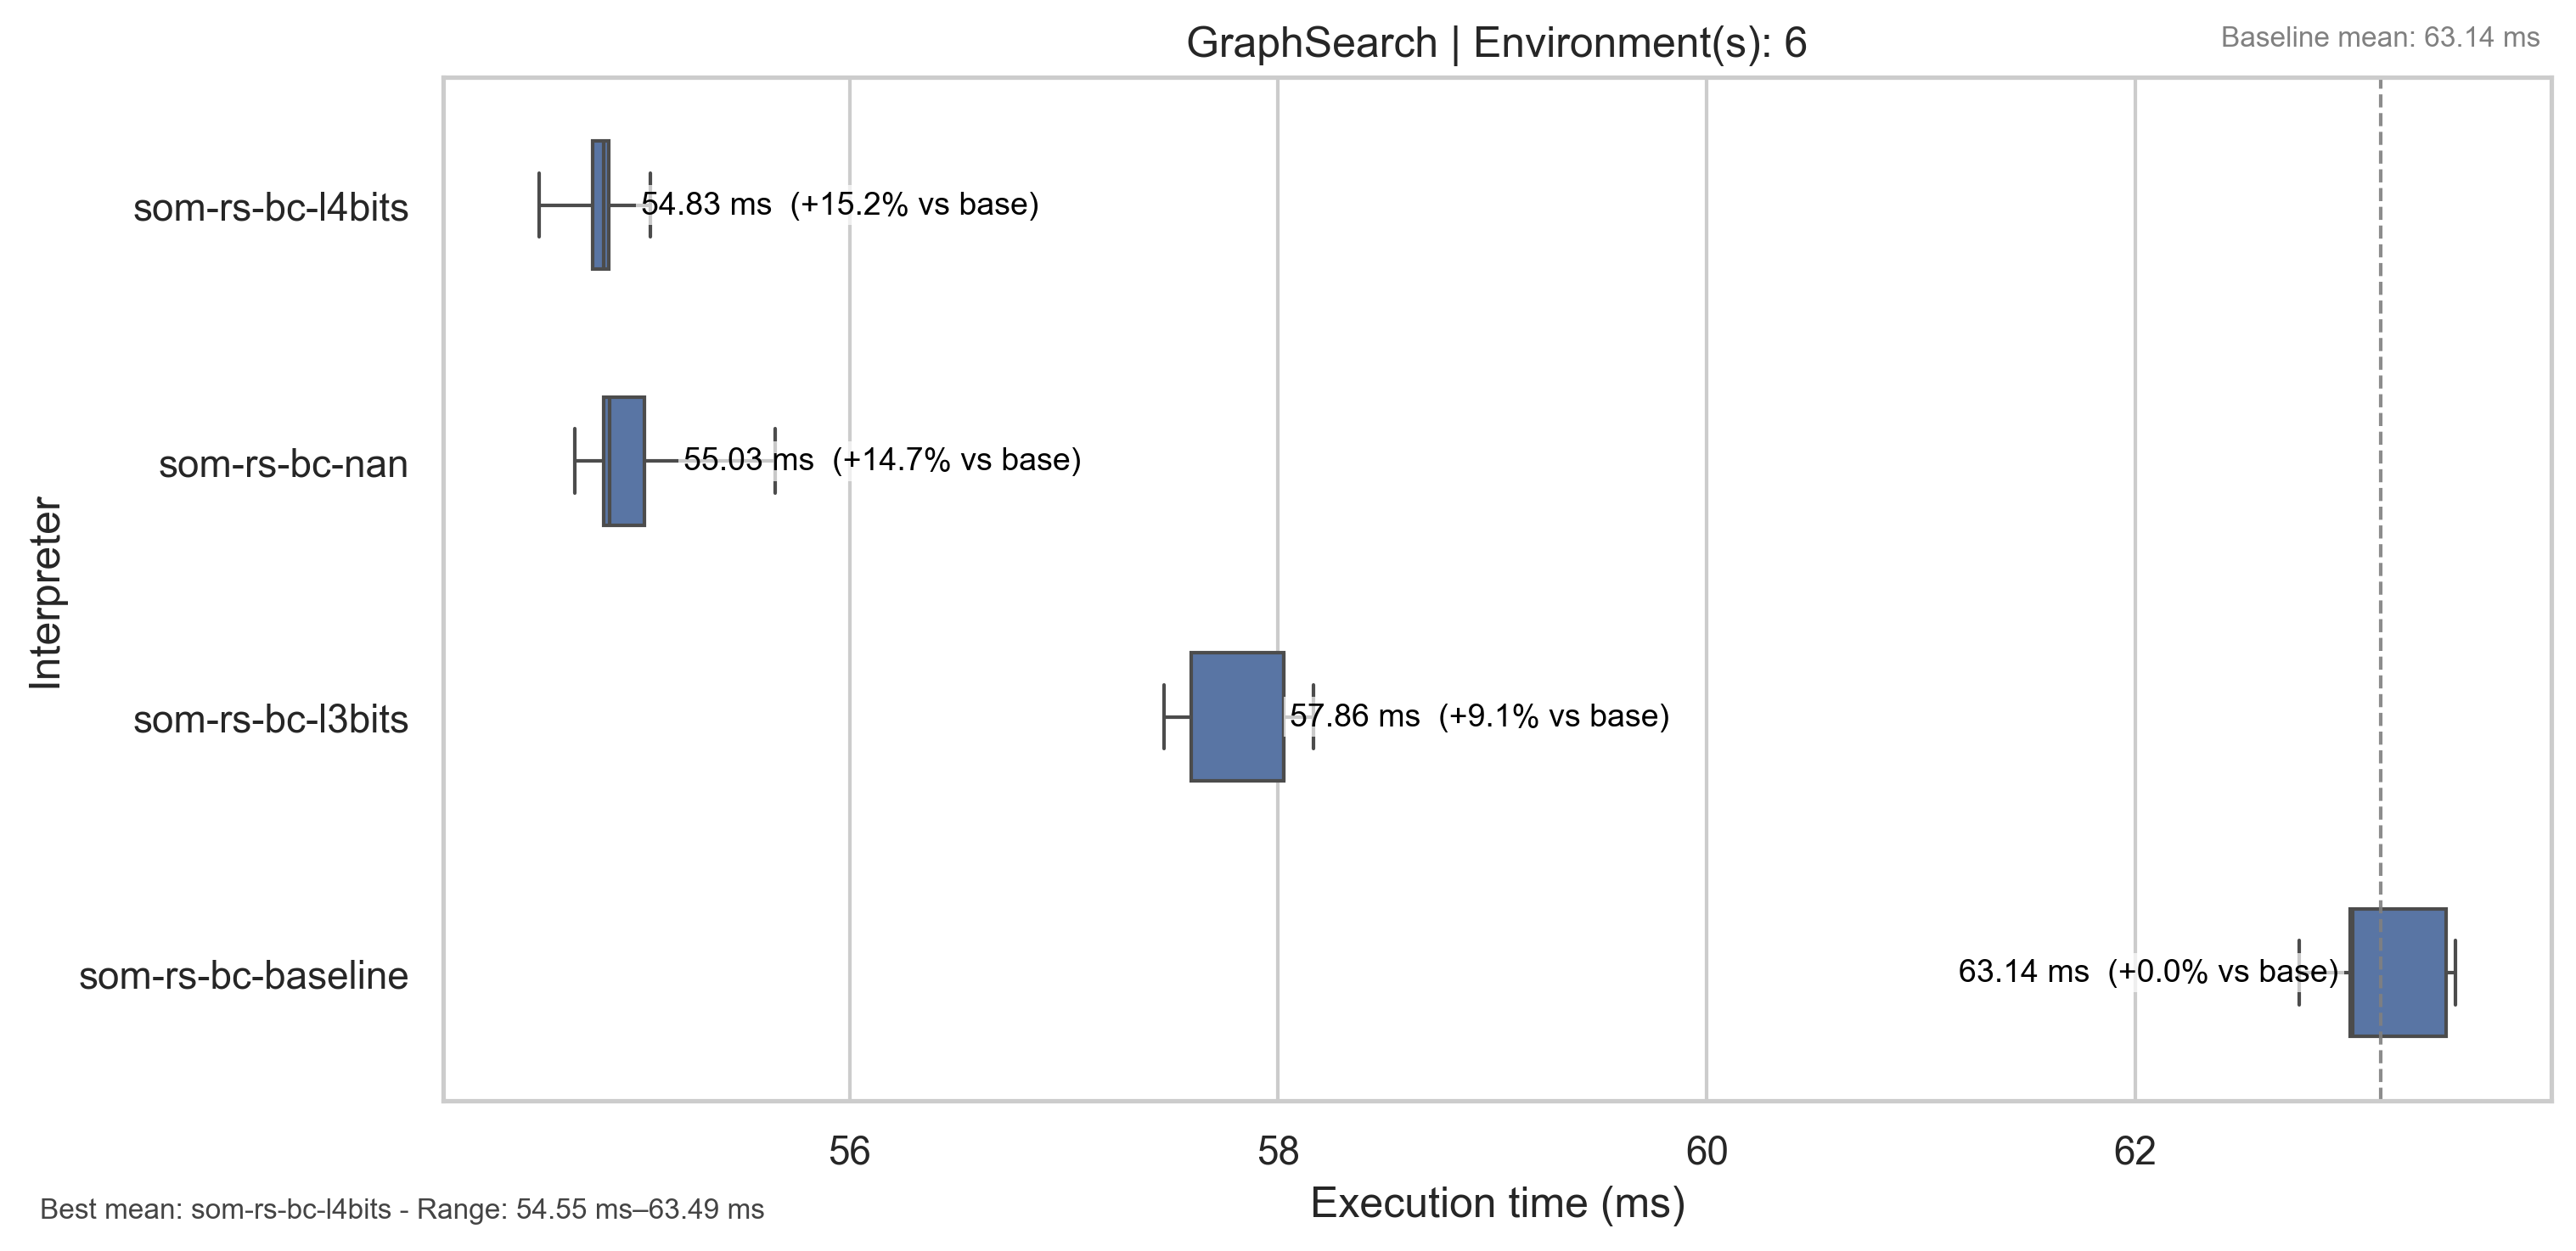 GraphSearch | Environment(s): 6
Baseline mean: 63.14 ms
Interpreter
som-rs-bc-l4bits
54.83 ms  (+15.2% vs base)
som-rs-bc-nan
55.03 ms  (+14.7% vs base)
som-rs-bc-l3bits
57.86 ms  (+9.1% vs base)
som-rs-bc-baseline
63.14 ms  (+0.0% vs base)
56
58
60
62
Execution time (ms)
Best mean: som-rs-bc-l4bits - Range: 54.55 ms–63.49 ms